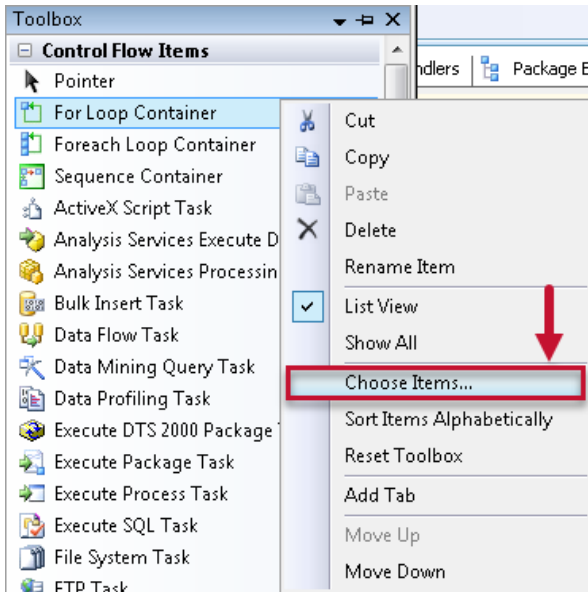 Toolbox
Control Flow Items
Pointer
For Loop Container
Foreach Loop Container
Sequence Container
ActiveX Script Task
Analysis Services Execute D
Analysis Services Processin
Bulk Insert Task
Data Flow Task
Data Mining Query Task
Data Profiling Task
Execute DTS 2000 Package
Execute Package Task
Execute Process Task
Execute SQL Task
File System Task
FTP Task
ndlers
Package E
Cut
Copy
Paste
Delete
Rename Item
List View
Show All
Choose Items...
Sort Items Alphabetically
Reset Toolbox
Add Tab
Move Up
Move Down